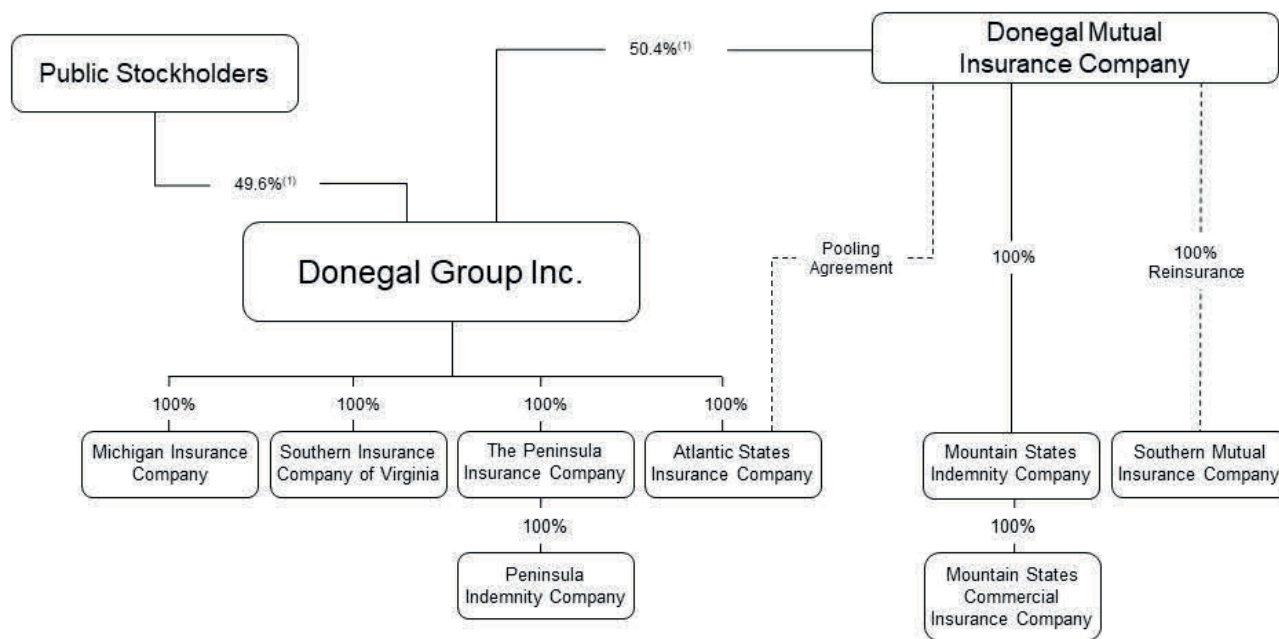 Public Stockholders
50.4%(1)
Donegal Mutual
Insurance Company
49.6%(1)
Donegal Group Inc.
Pooling
Agreement
100%
100%
Reinsurance
100%
100%
100%
100%
Michigan Insurance
Company
Southern Insurance
Company of Virginia
The Peninsula
Insurance Company
Atlantic States
Insurance Company
Mountain States
Indemnity Company
Southern Mutual
Insurance Company
100%
100%
Peninsula
Indemnity Company
Mountain States
Commercial
Insurance Company